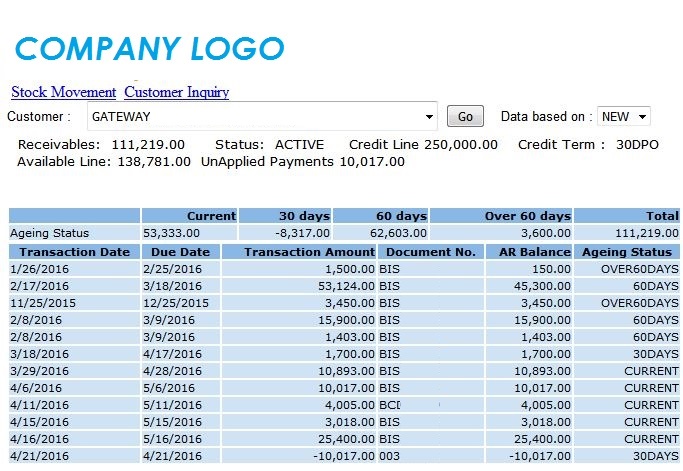 COMPANY LOGO
Stock Movement Customer Inquiry
Customer : GATEWAY Go Data based on : NEW
Receivables: 111,219.00 Status: ACTIVE Credit Line 250,000.00 Credit Term : 30DPO
Available Line: 138,781.00 UnApplied Payments 10,017.00
Current 30 days 60 days Over 60 days Total
Ageing Status 53,333.00 -8,317.00 62,603.00 3,600.00 111,219.00
Transaction Date Due Date Transaction Amount Document No. AR Balance Ageing Status
1/26/2016 2/25/2016 1,500.00 BIS 150.00 OVER60DAYS
2/17/2016 3/18/2016 53,124.00 BIS 45,300.00 60DAYS
11/25/2015 12/25/2015 3,450.00 BIS 3,450.00 OVER60DAYS
2/8/2016 3/9/2016 15,900.00 BIS 15,900.00 60DAYS
2/8/2016 3/9/2016 1,403.00 BIS 1,403.00 60DAYS
3/18/2016 4/17/2016 1,700.00 BIS 1,700.00 30DAYS
3/29/2016 4/28/2016 10,893.00 BIS 10,893.00 CURRENT
4/6/2016 5/6/2016 10,017.00 BIS 10,017.00 CURRENT
4/11/2016 5/11/2016 4,005.00 4,005.00 CURRENT
4/15/2016 5/15/2016 3,018.00 BIS 3,018.00 CURRENT
4/16/2016 5/16/2016 25,400.00 BIS 25,400.00 CURRENT
4/21/2016 4/21/2016 -10,017.00 003 -10,017.00 30DAYS